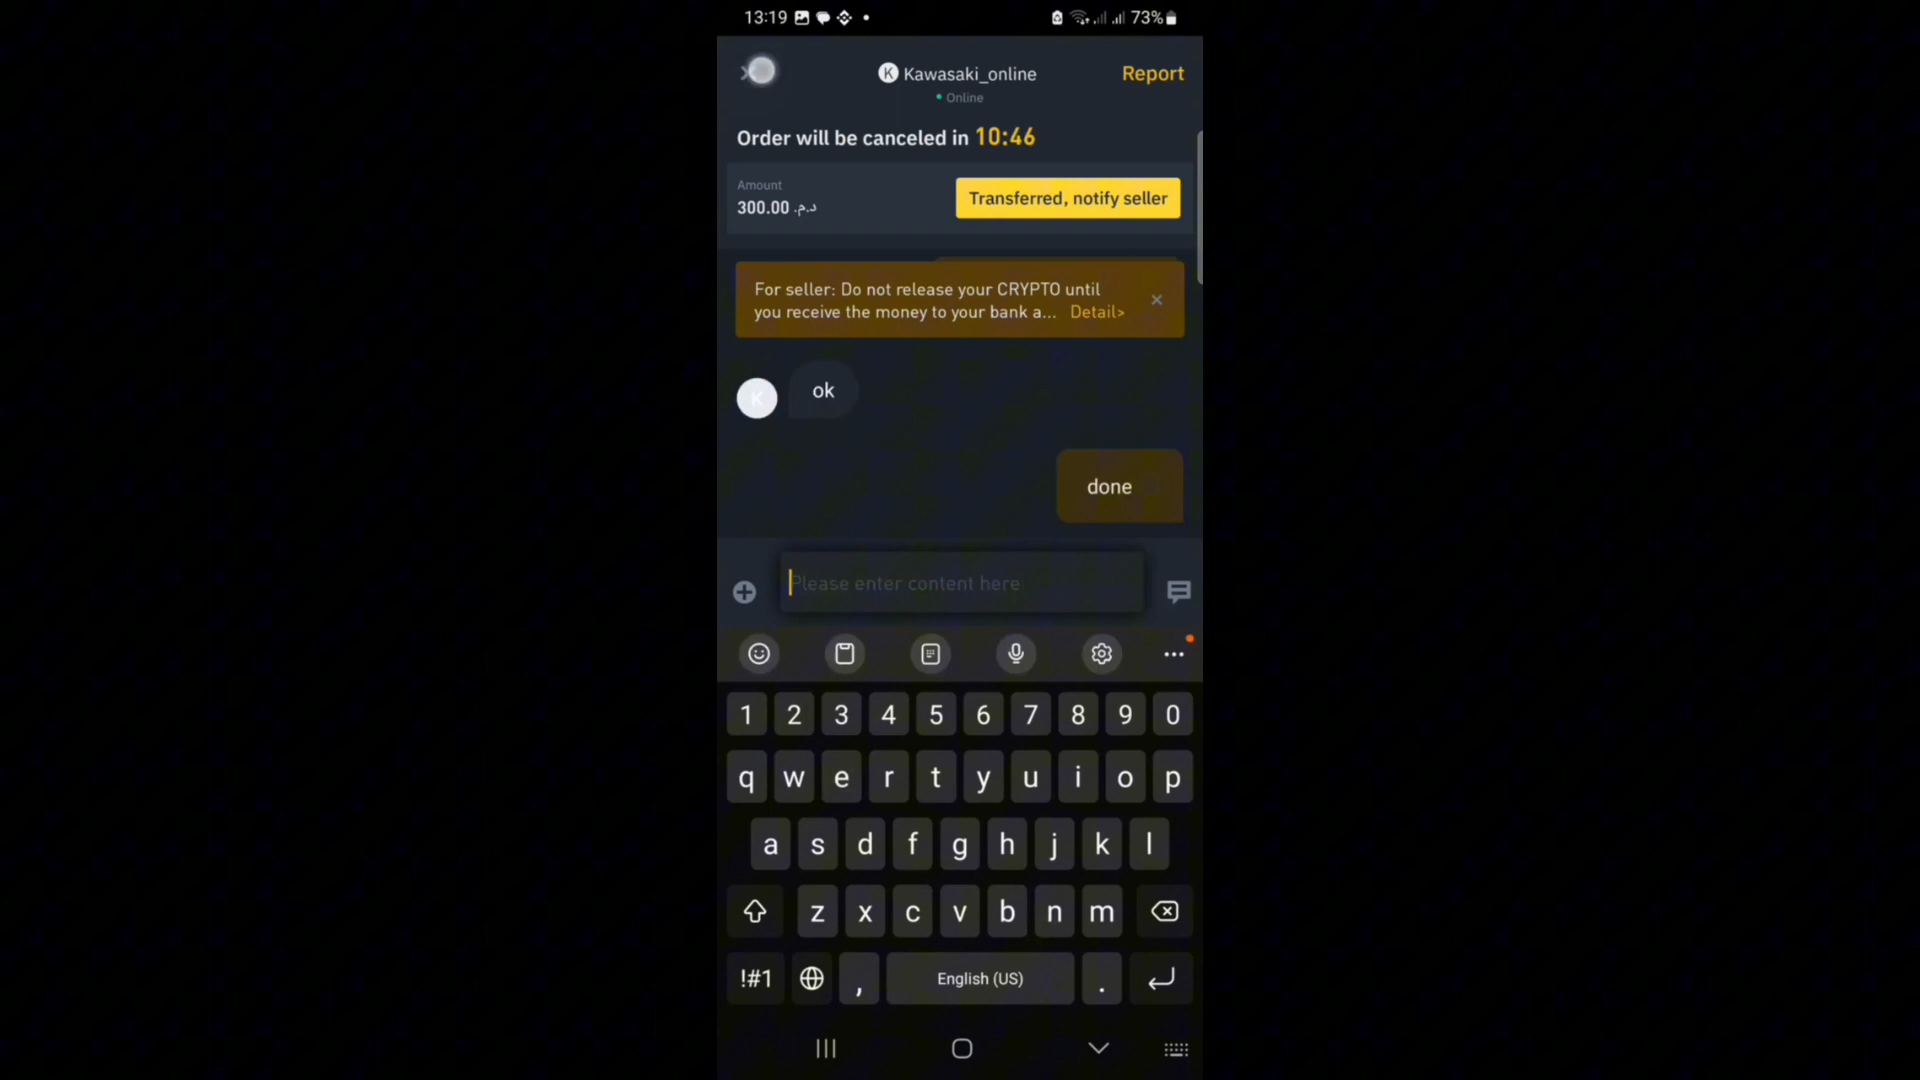 13:19 73%
K Kawasaki_online Report
Online
Order will be canceled in 10:46
Amount
300.00 د.م.
Transferred, notify seller
For seller: Do not release your CRYPTO until
you receive the money to your bank a... Detail>
K ok
done
Please enter content here
1 2 3 4 5 6 7 8 9 0
q w e r t y u i o p
a s d f g h j k l
z x c v b n m
!#1 , English (US) .